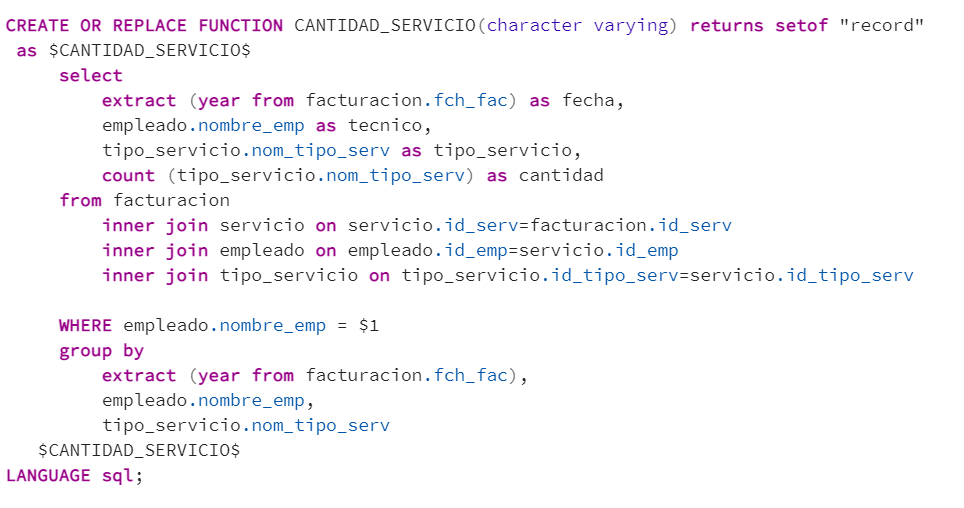 CREATE OR REPLACE FUNCTION CANTIDAD_SERVICIO(character varying) returns setof "record"
as $CANTIDAD_SERVICIO$
select
extract (year from facturacion.fch_fac) as fecha,
empleado.nombre_emp as tecnico,
tipo_servicio.nom_tipo_serv as tipo_servicio,
count (tipo_servicio.nom_tipo_serv) as cantidad
from facturacion
inner join servicio on servicio.id_serv=facturacion.id_serv
inner join empleado on empleado.id_emp=servicio.id_emp
inner join tipo_servicio on tipo_servicio.id_tipo_serv=servicio.id_tipo_serv
WHERE empleado.nombre_emp = $1
group by
extract (year from facturacion.fch_fac),
empleado.nombre_emp,
tipo_servicio.nom_tipo_serv
$CANTIDAD_SERVICIO$
LANGUAGE sql;